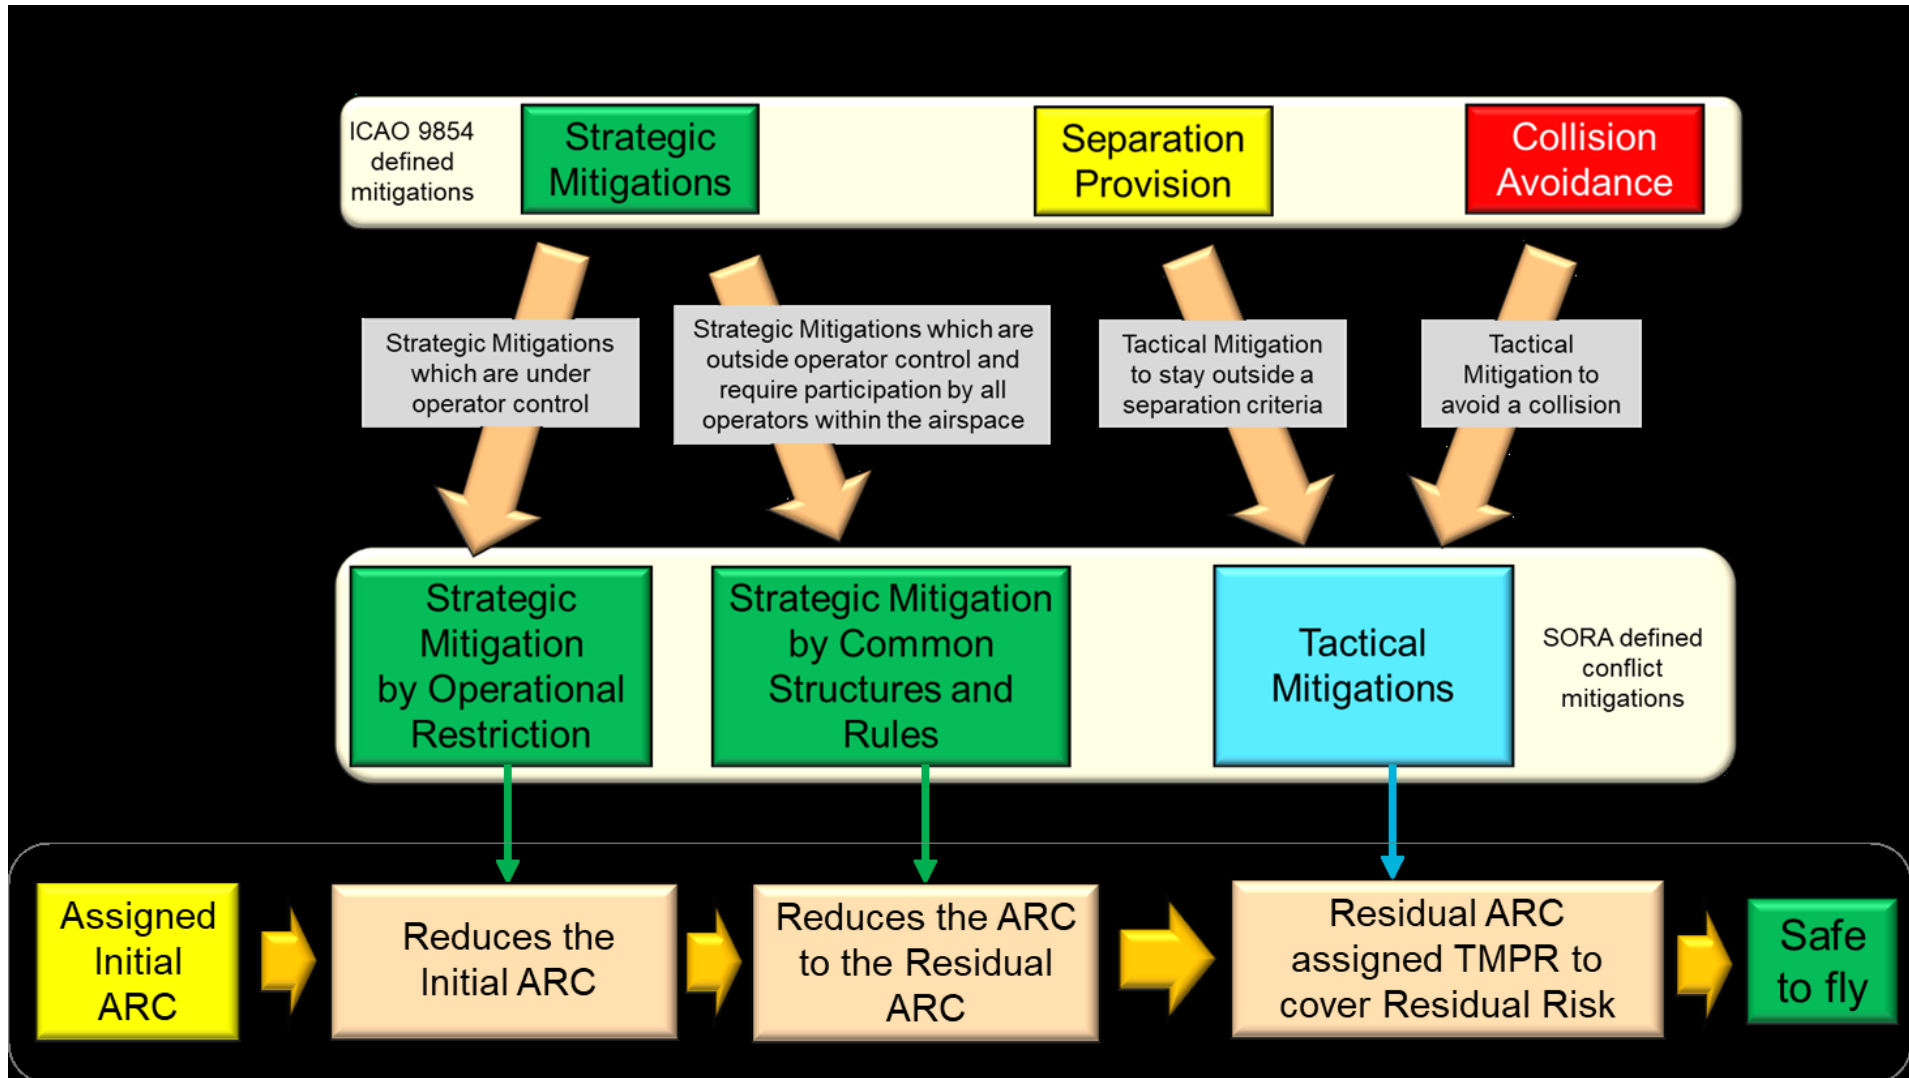 ICAO 9854
defined
mitigations
Strategic
Mitigations
Separation
Provision
Collision
Avoidance
Strategic Mitigations
which are under
operator control
Strategic Mitigations which are
outside operator control and
require participation by all
operators within the airspace
Tactical Mitigation
to stay outside a
separation criteria
Tactical
Mitigation to
avoid a collision
Strategic
Mitigation
by Operational
Restriction
Strategic Mitigation
by Common
Structures and
Rules
Tactical
Mitigations
SORA defined
conflict
mitigations
Assigned
Initial
ARC
Reduces the
Initial ARC
Reduces the ARC
to the Residual
ARC
Residual ARC
assigned TMPR to
cover Residual Risk
Safe
to fly